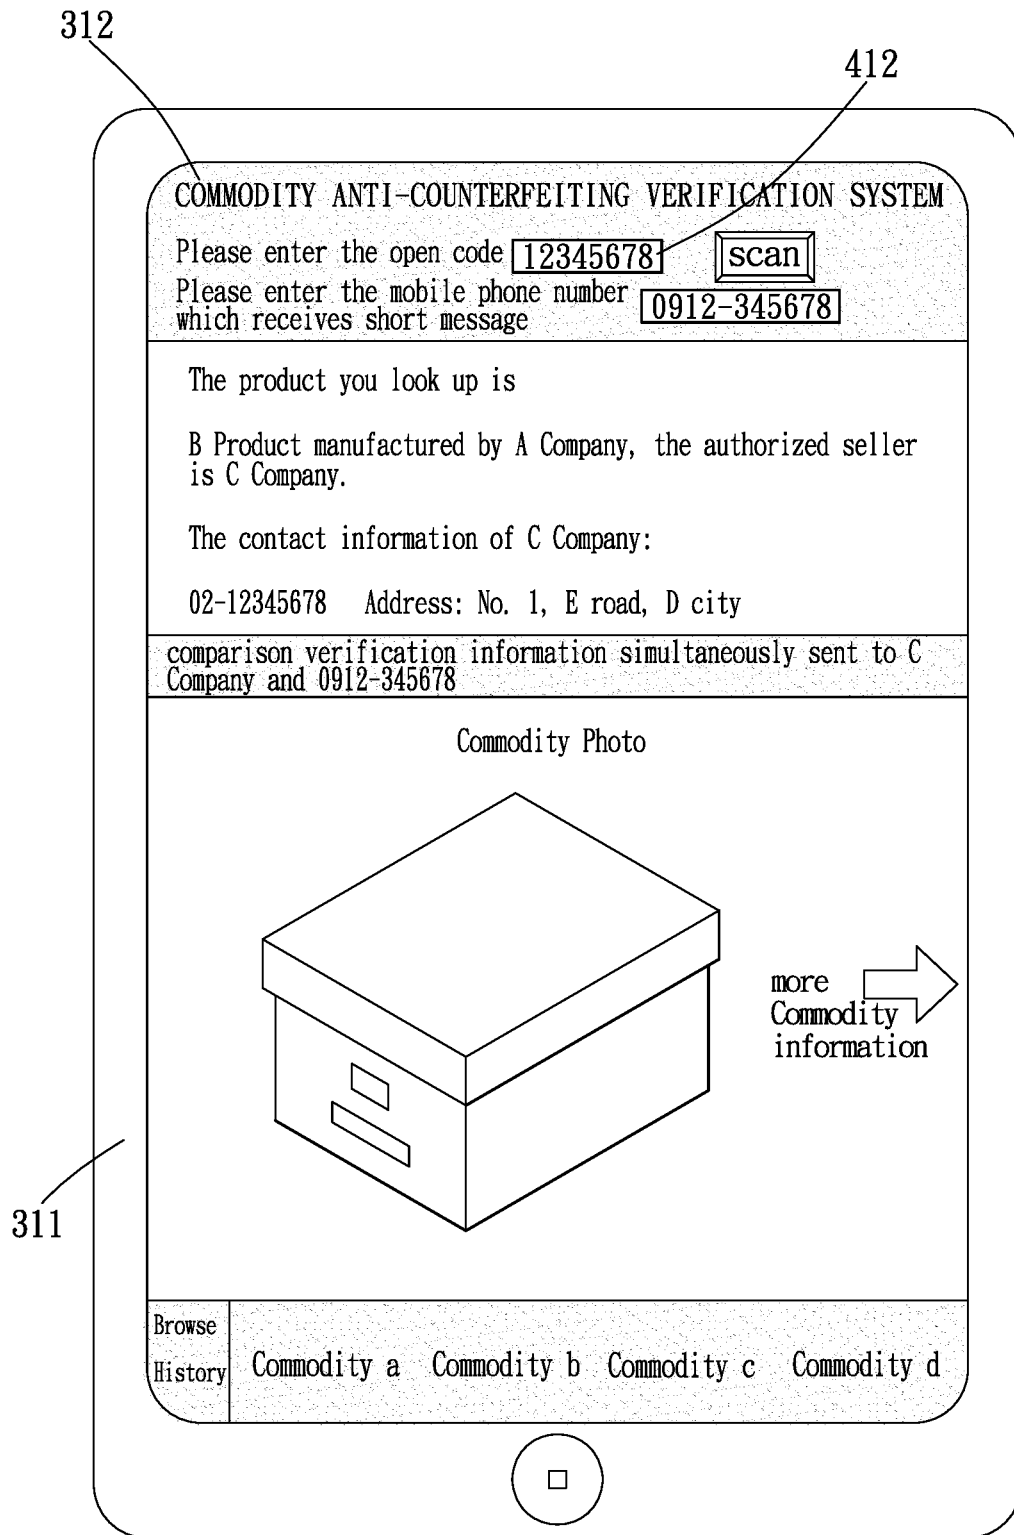 312
412
COMMODITY ANTI-COUNTERFEITING VERIFICATION SYSTEM
Please enter the open code 12345678 scan
Please enter the mobile phone number 0912-345678
which receives short message
The product you look up is
B Product manufactured by A Company, the authorized seller
is C Company.
The contact information of C Company:
02-12345678 Address: No. 1, E road, D city
comparison verification information simultaneously sent to C
Company and 0912-345678
Commodity Photo
more
Commodity
information
311
Browse
History
Commodity a Commodity b Commodity c Commodity d